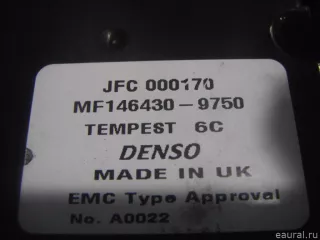 JFC 000170
MF146430-9750
TEMPEST 6C
DENSO
MADE IN UK
EMC Type Approval
No. A0022
© eaural.ru